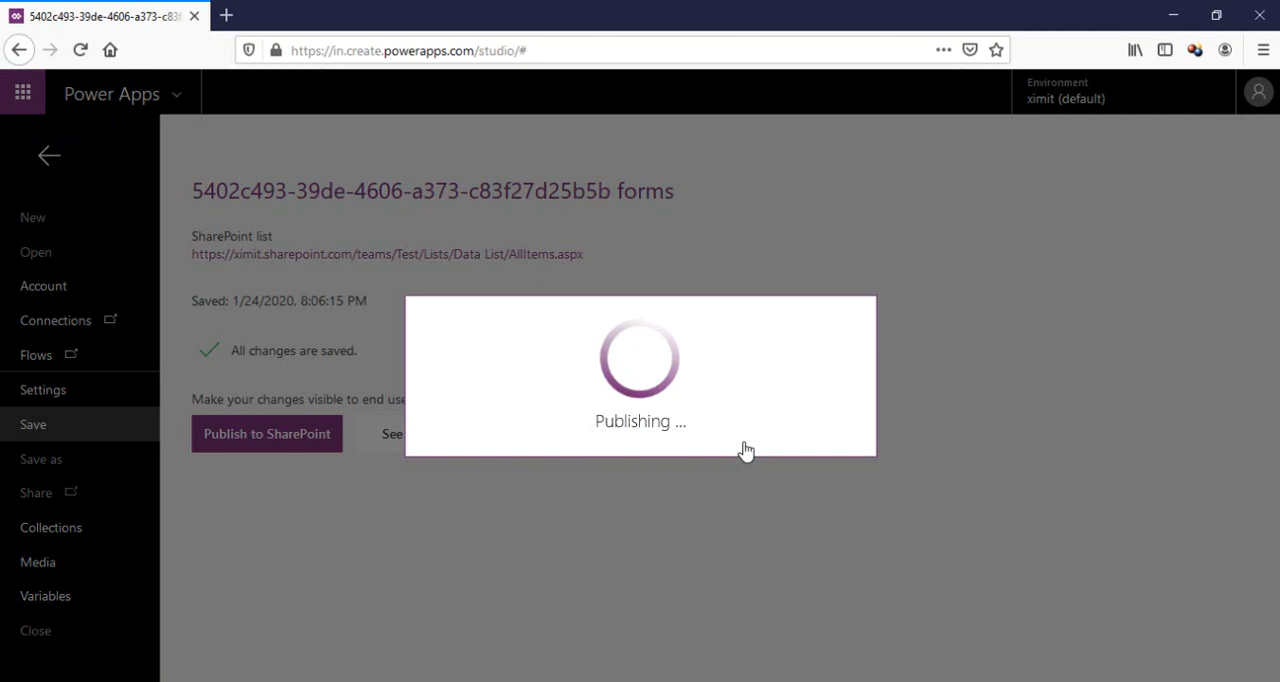 5402c493-39de-4606-a373-c83f
https://in.create.powerapps.com/studio/#
Power Apps
Environment
ximit (default)
New
Open
Account
Connections
Flows
Settings
Save
Save as
Share
Collections
Media
Variables
Close
5402c493-39de-4606-a373-c83f27d25b5b forms
SharePoint list
https://ximit.sharepoint.com/teams/Test/Lists/Data List/AllItems.aspx
Saved: 1/24/2020, 8:06:15 PM
All changes are saved.
Make your changes visible to end use
Publish to SharePoint
See
Publishing ...